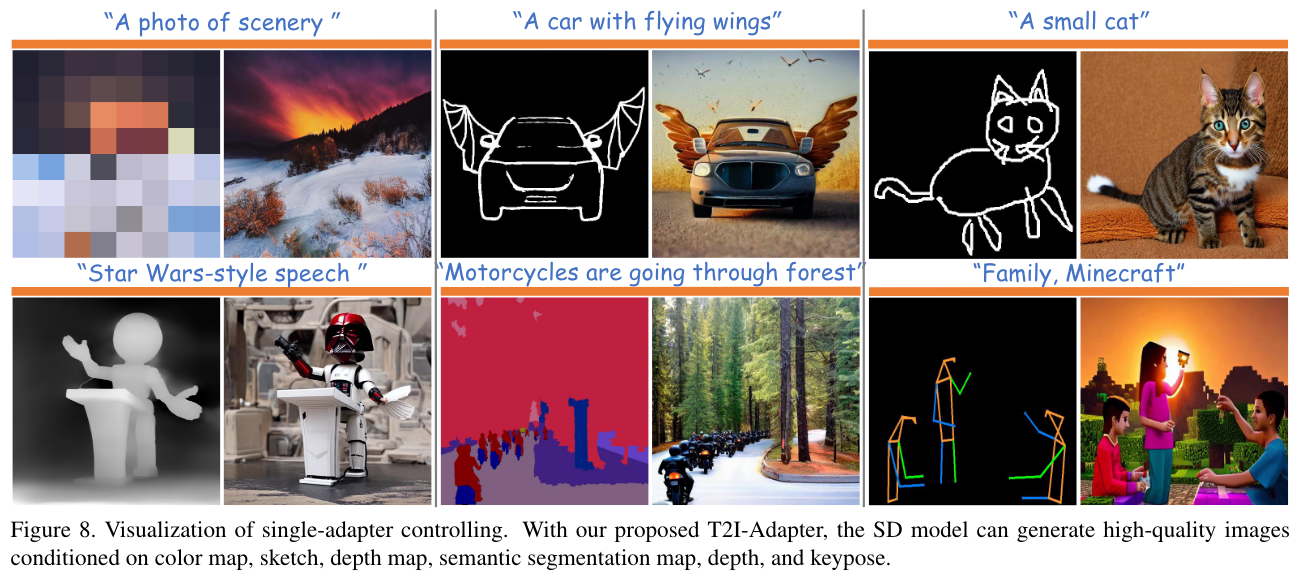 “A photo of scenery ”
“A car with flying wings”
“A small cat”
“Star Wars-style speech ”
“Motorcycles are going through forest”
“Family, Minecraft”
Figure 8. Visualization of single-adapter controlling. With our proposed T2I-Adapter, the SD model can generate high-quality images
conditioned on color map, sketch, depth map, semantic segmentation map, depth, and keypose.